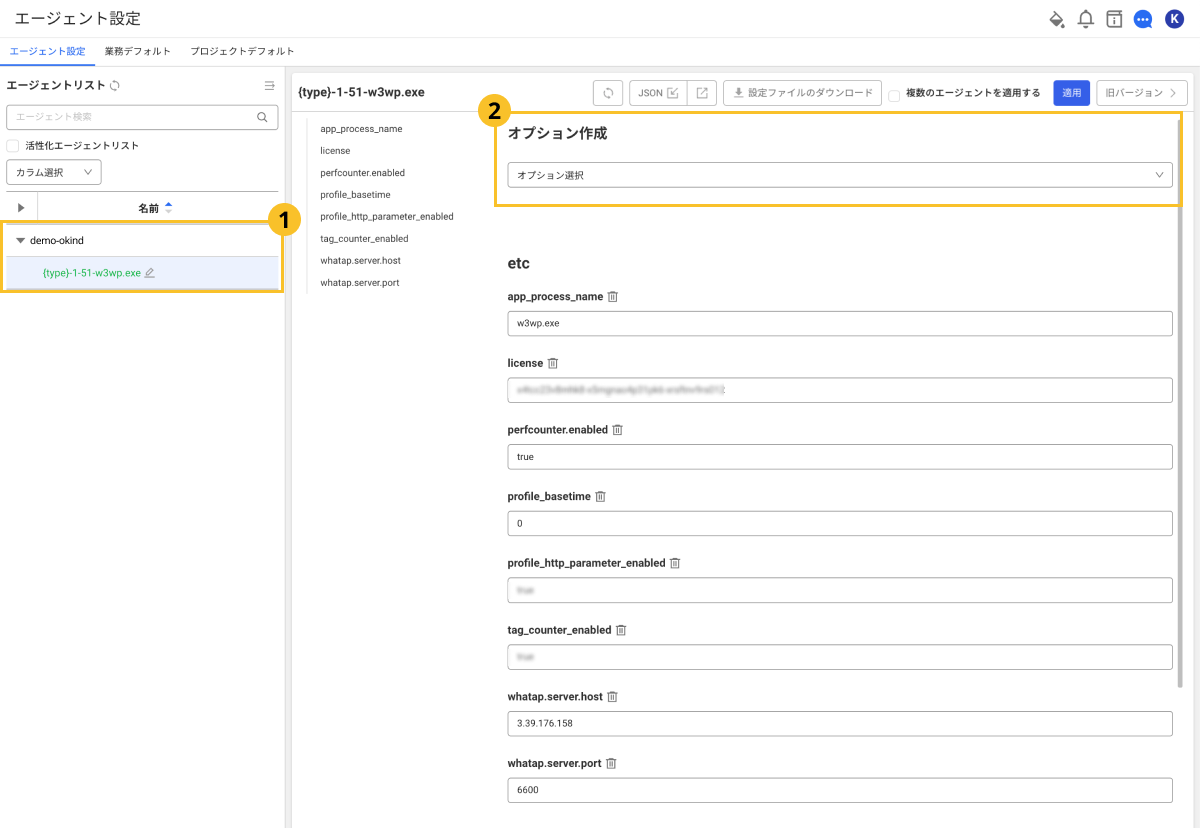 エージェント設定
K
エージェント設定 業務デフォルト プロジェクトデフォルト
エージェントリスト
エージェント検索
活性化エージェントリスト
カラム選択
名前
1
demo-okind
{type}-1-51-w3wp.exe
{type}-1-51-w3wp.exe
JSON
設定ファイルのダウンロード
複数のエージェントを適用する
適用
旧バージョン
app_process_name
license
perfcounter.enabled
profile_basetime
profile_http_parameter_enabled
tag_counter_enabled
whatap.server.host
whatap.server.port
2
オプション作成
オプション選択
etc
app_process_name
w3wp.exe
license
perfcounter.enabled
true
profile_basetime
0
profile_http_parameter_enabled
true
tag_counter_enabled
true
whatap.server.host
3.39.176.158
whatap.server.port
6600